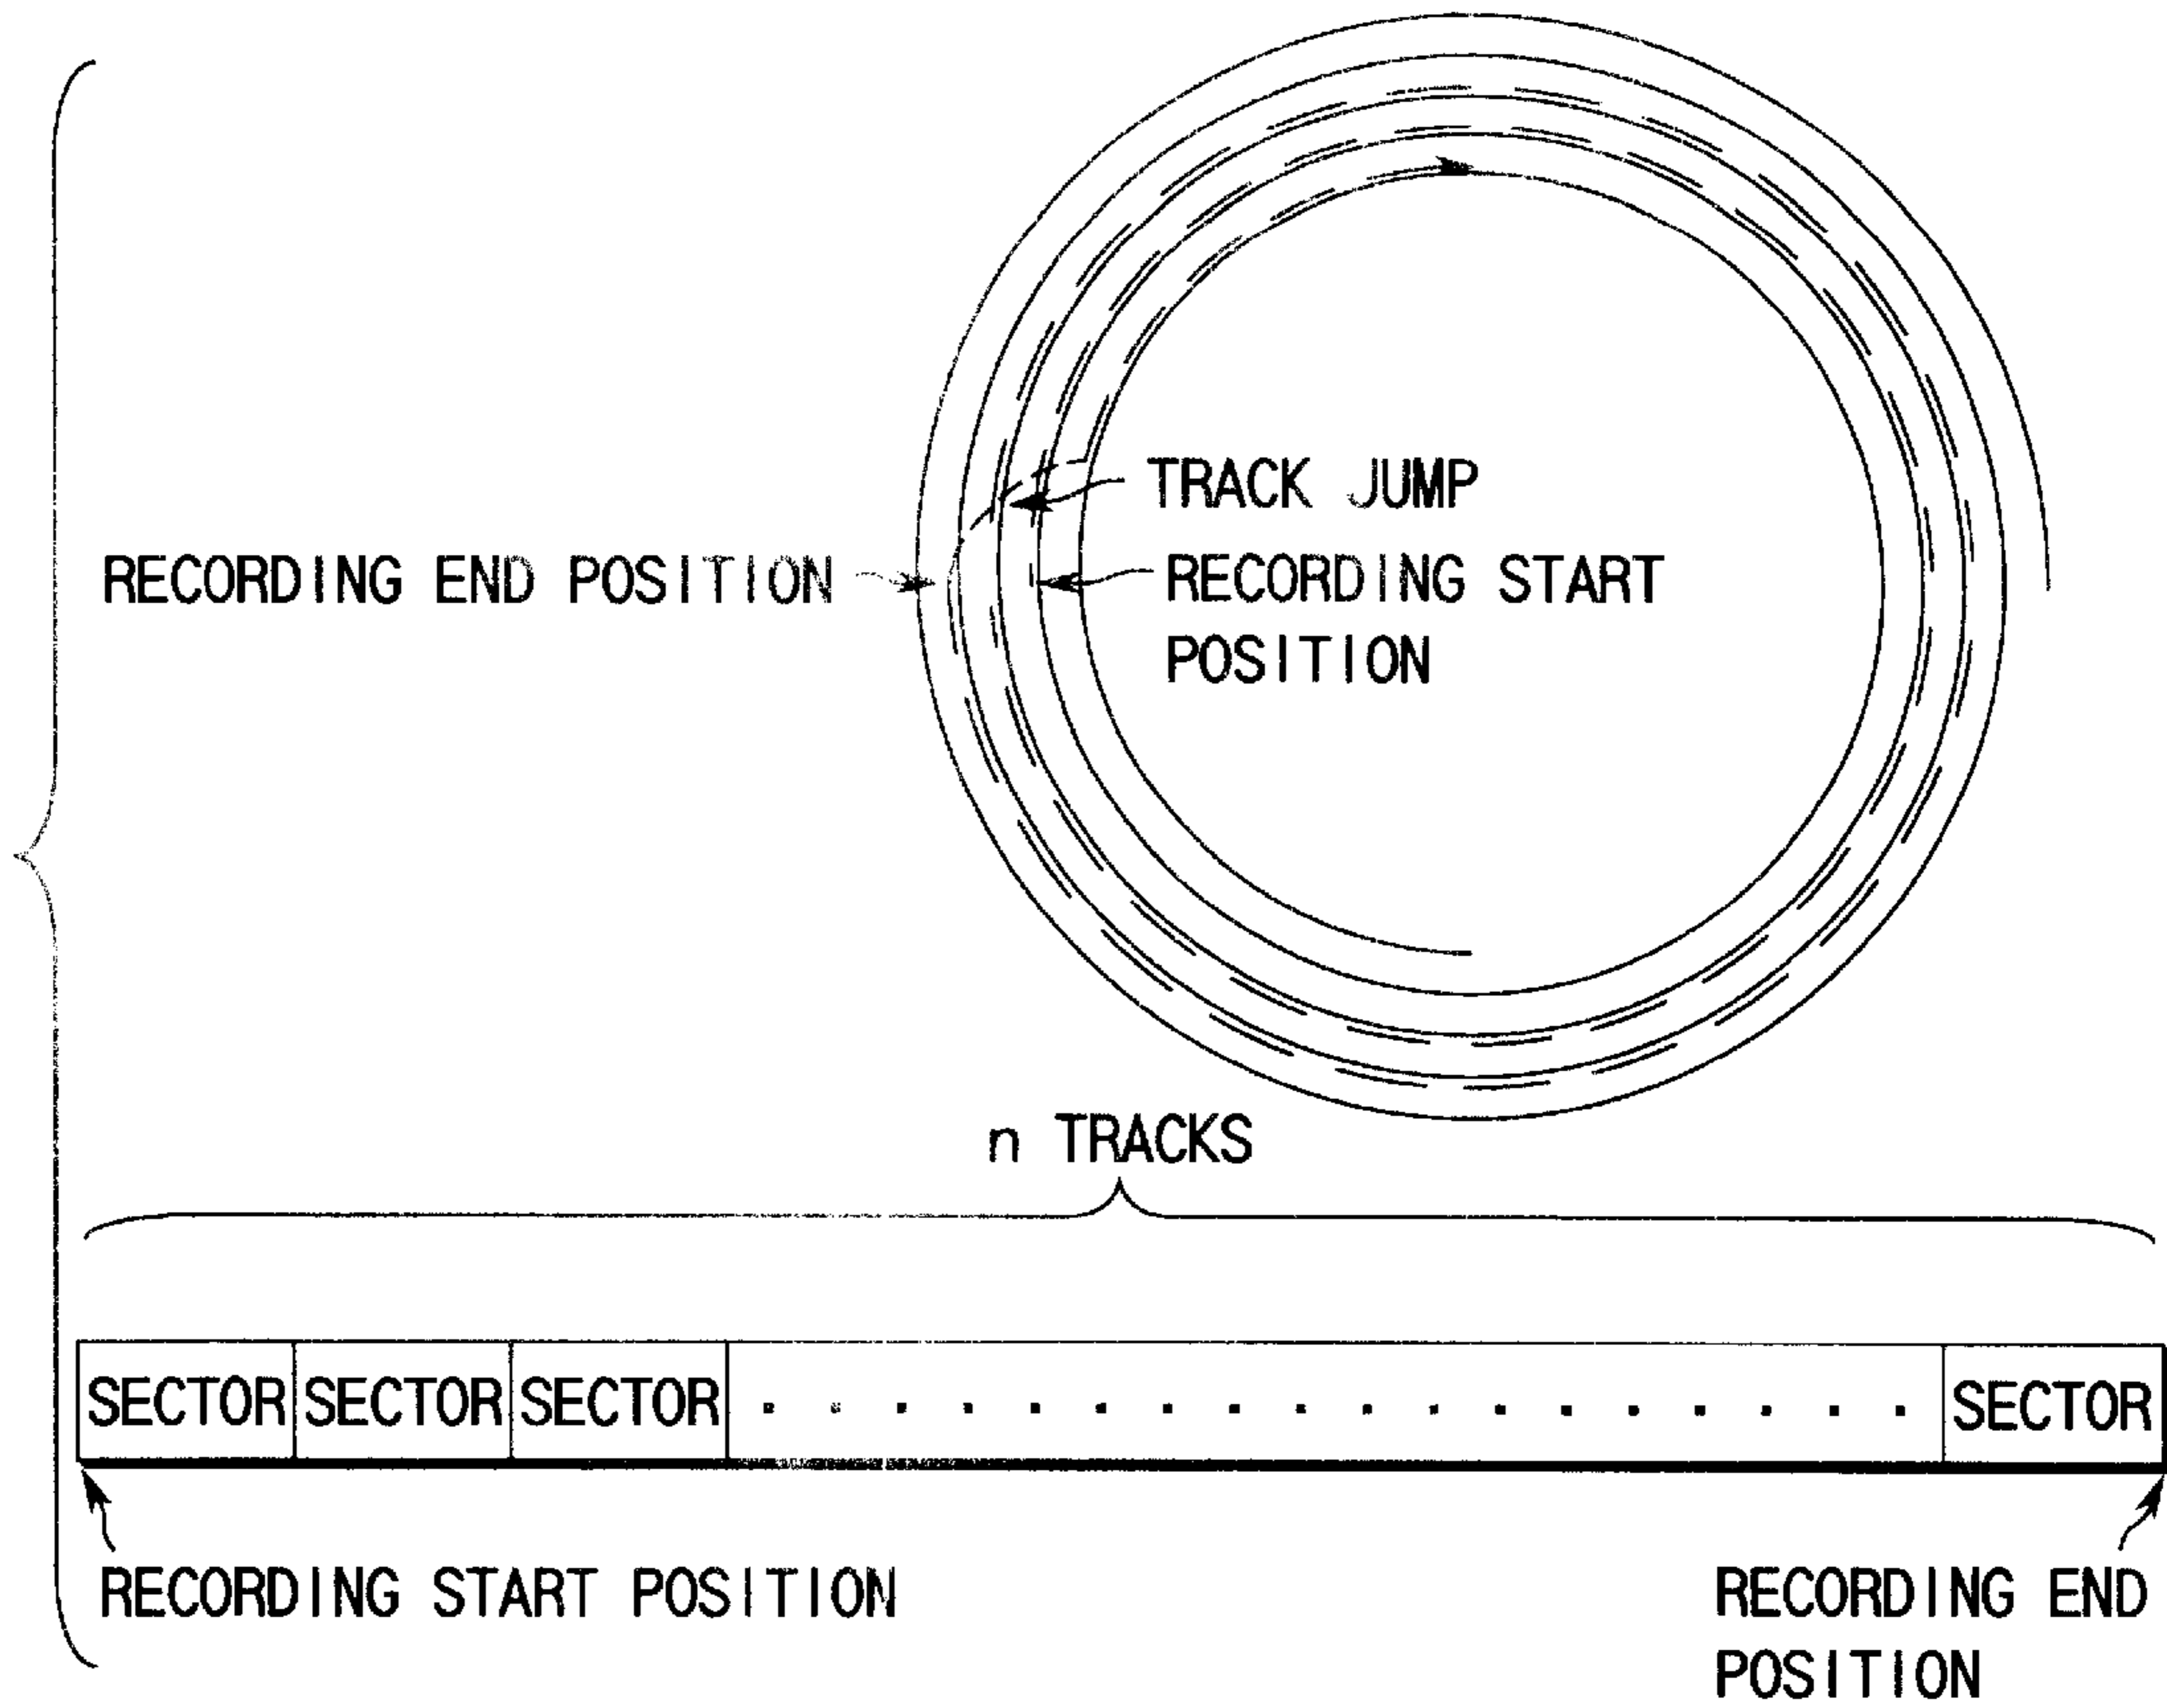 TRACK JUMP
RECORDING END POSITION
RECORDING START
POSITION
n TRACKS
SECTOR SECTOR SECTOR . . . . . . . . . . . . . . . . . . SECTOR
RECORDING START POSITION
RECORDING END
POSITION